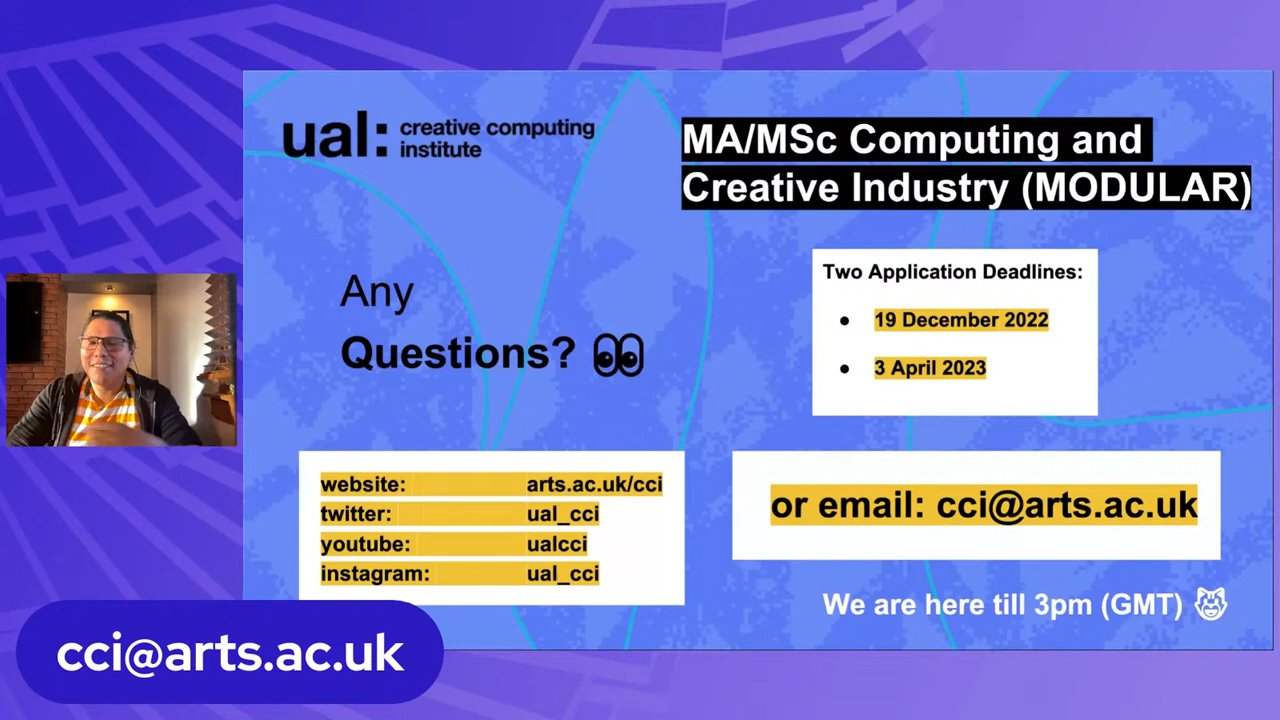 ual: creative computing
institute
MA/MSc Computing and
Creative Industry (MODULAR)
Any
Questions?
Two Application Deadlines:
19 December 2022
3 April 2023
website: arts.ac.uk/cci
twitter: ual_cci
youtube: ualcci
instagram: ual_cci
or email: cci@arts.ac.uk
We are here till 3pm (GMT)
cci@arts.ac.uk